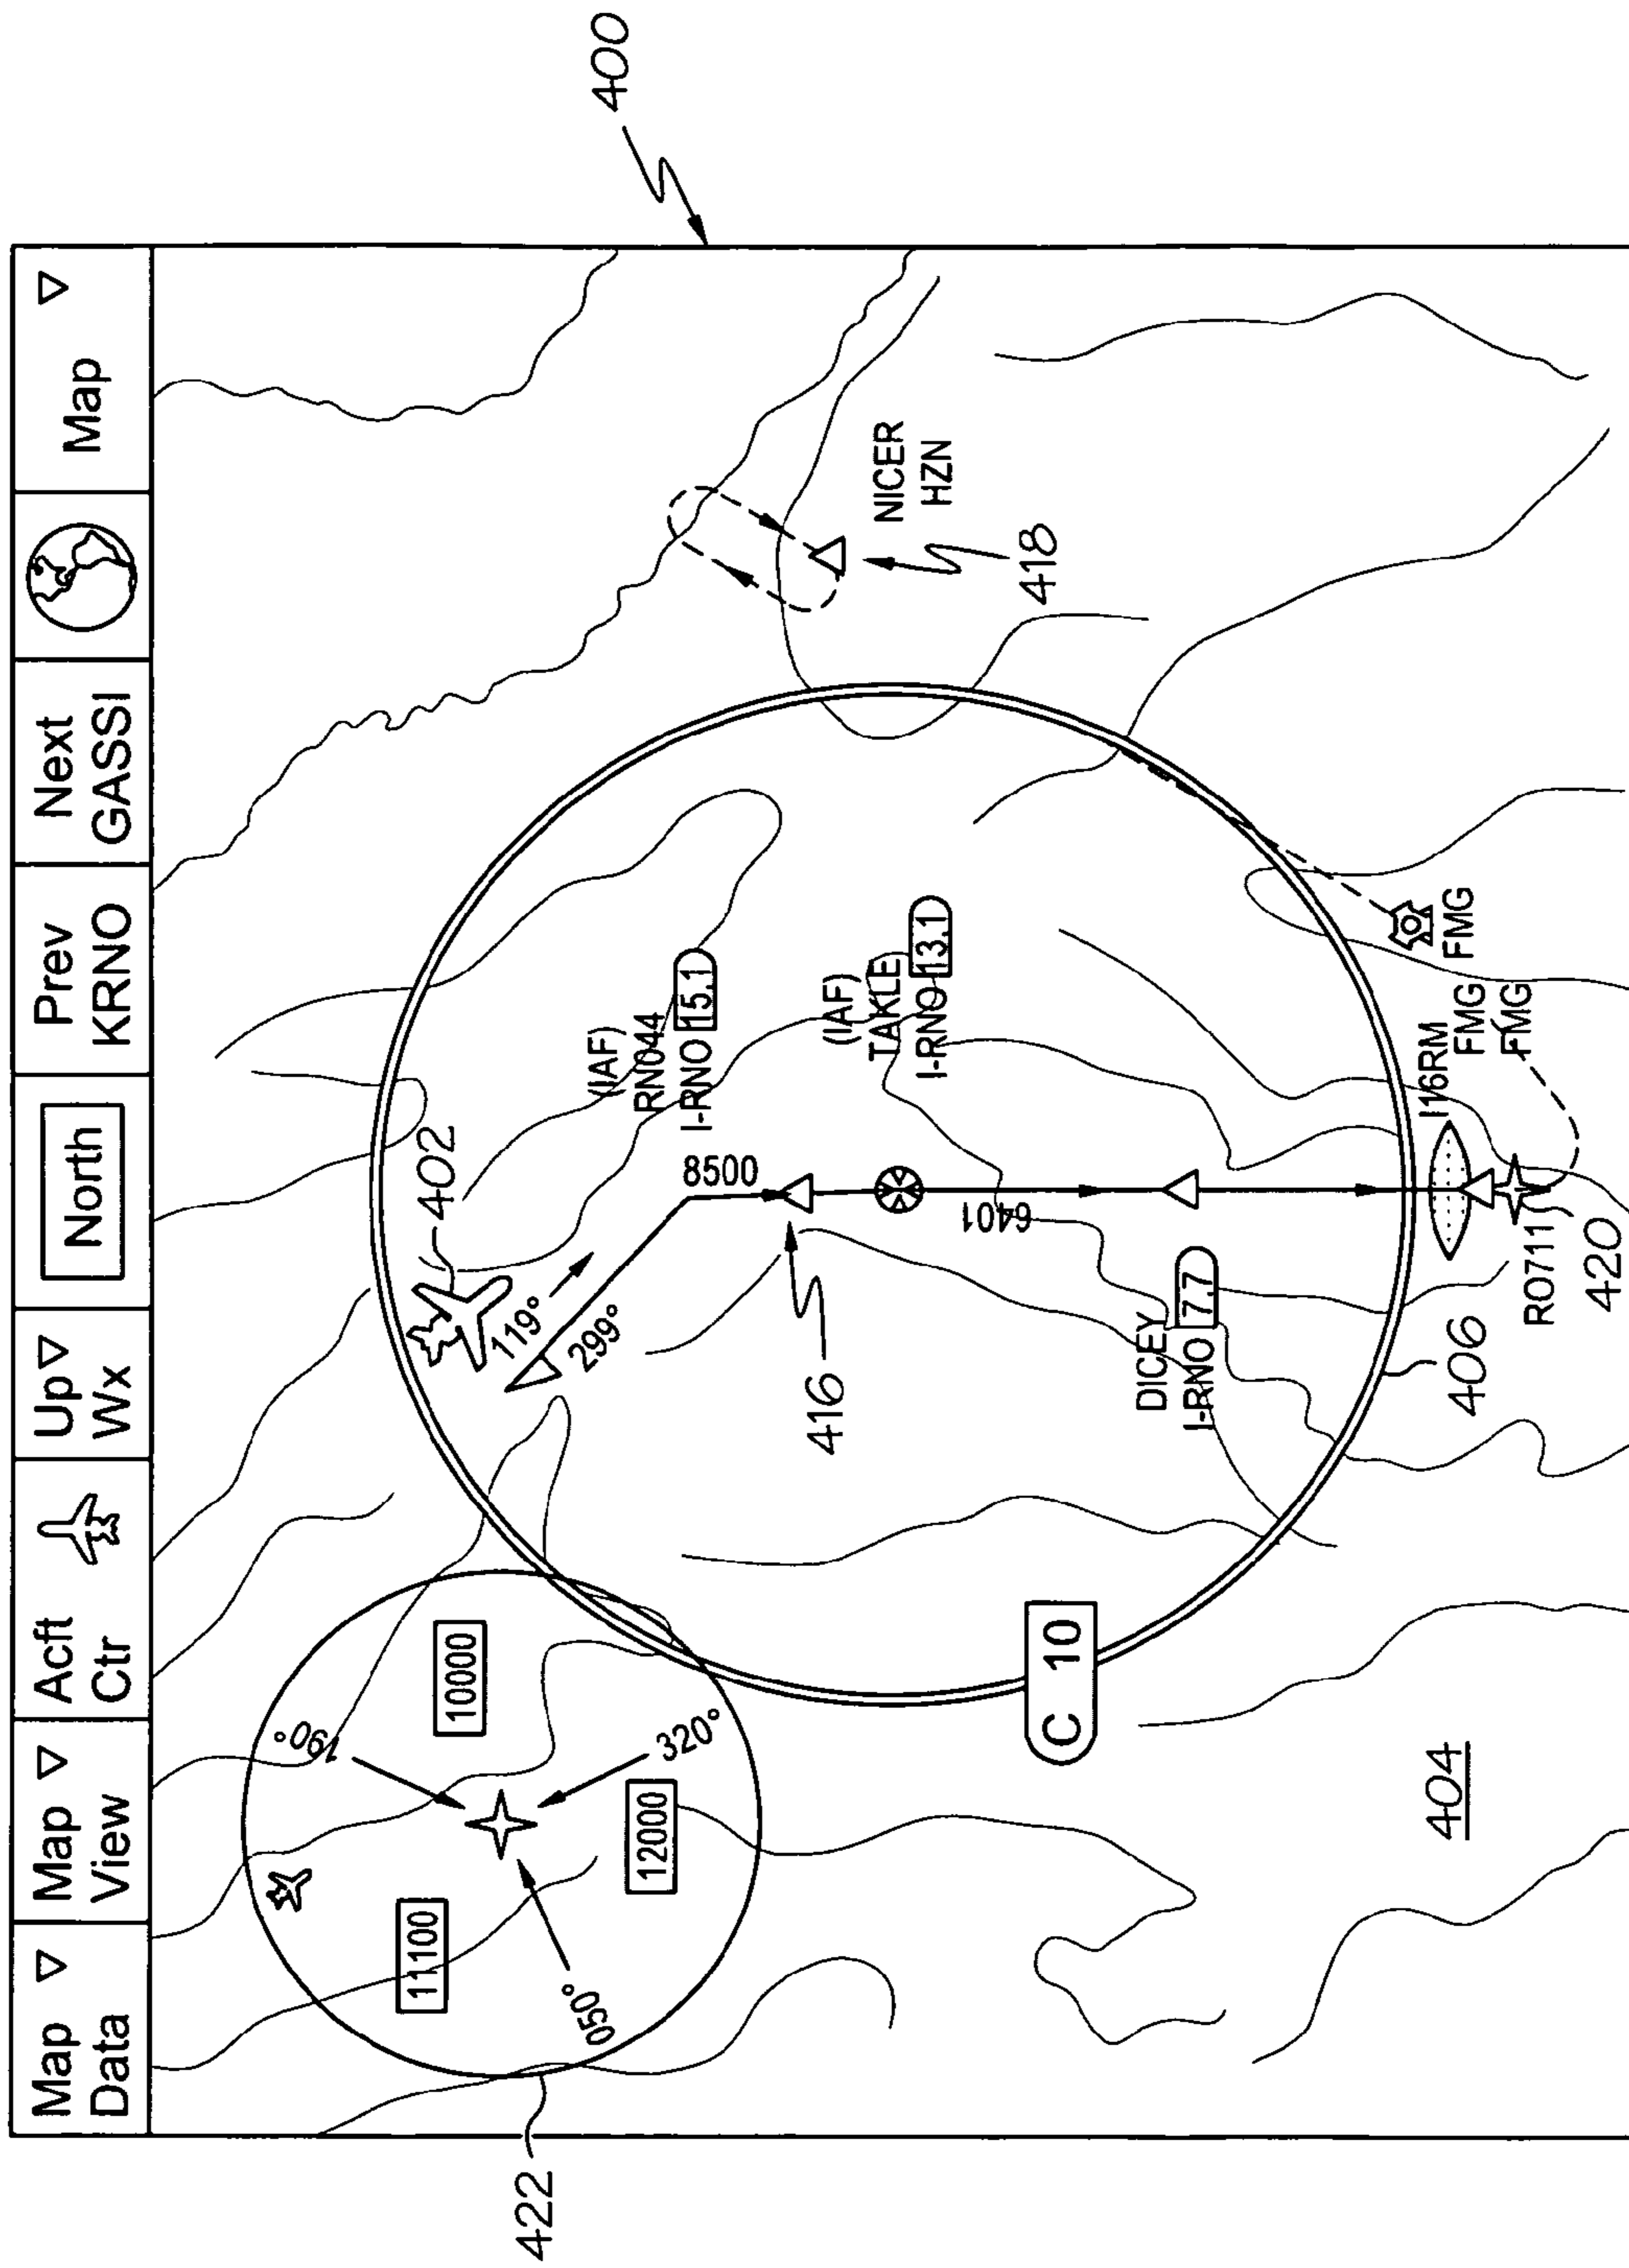 Map
Data
Map
View
Acft
Ctr
Up
Wx
North
Prev
KRNO
Next
GASSI
Map
400
422
11100
10000
12000
190°
320°
050°
402
119°
299°
8500
(IAF)
RN044
I-RNO 15.1
416
(IAF)
TAKLE
I-RNO 13.1
6401
NICER
HZN
418
DICEY
I-RNO 7.7
C 10
406
404
I16RM
FMG
FMG
FMG
RO711
420